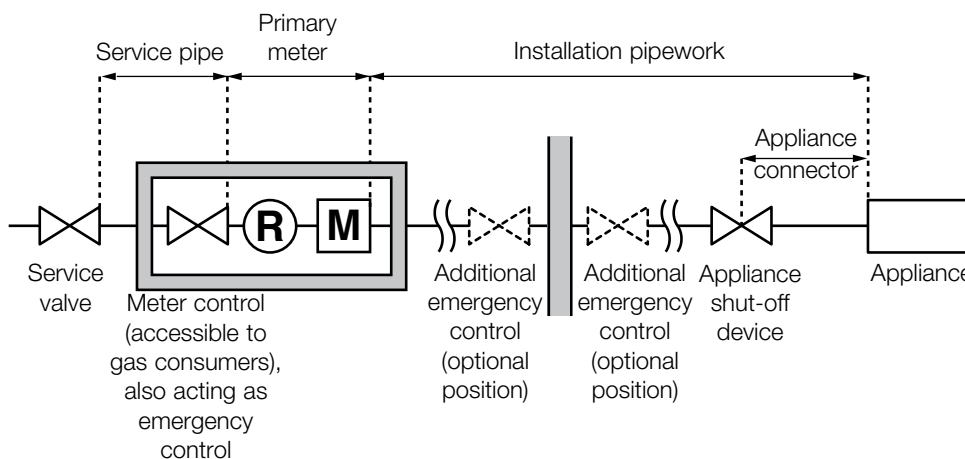 Service pipe
Primary
meter
Installation pipework
Appliance
connector
R
M
Service
valve
Meter control
(accessible to
gas consumers),
also acting as
emergency
control
Additional
emergency
control
(optional
position)
Additional
emergency
control
(optional
position)
Appliance
shut-off
device
Appliance